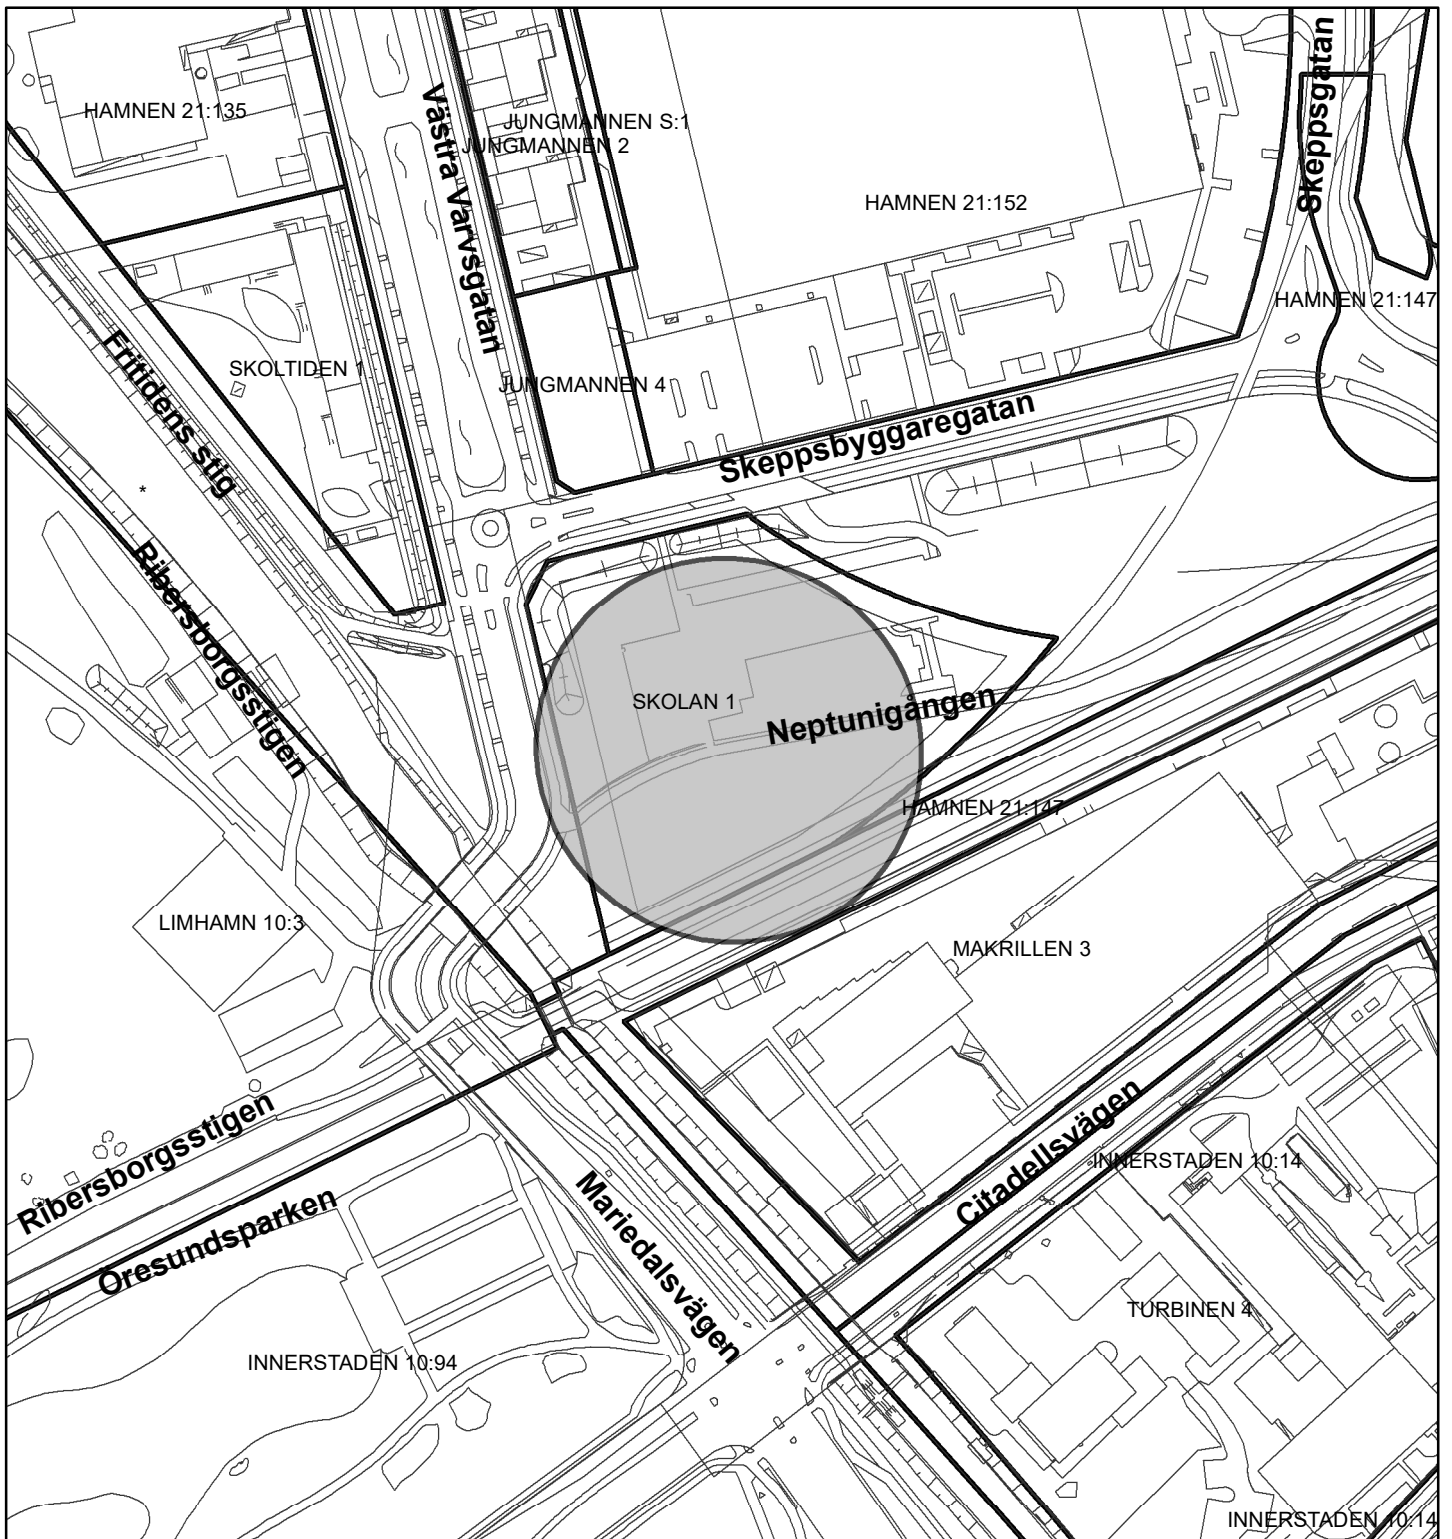 Skeppsgatan
HAMNEN 21:135
Västra Varvsgatan
JUNGMANNEN S:1
JUNGMANNEN 2
HAMNEN 21:152
HAMNEN 21:147
Fritidens stig
SKOLTIDEN 1
JUNGMANNEN 4
Skeppsbyggaregatan
Ribersborgsstigen
SKOLAN 1
Neptunigången
HAMNEN 21:147
LIMHAMN 10:3
MAKRILLEN 3
Ribersborgsstigen
Öresundsparken
Mariedalsvägen
Citadellsvägen
INNERSTADEN 10:14
TURBINEN 4
INNERSTADEN 10:94
INNERSTADEN 10:14